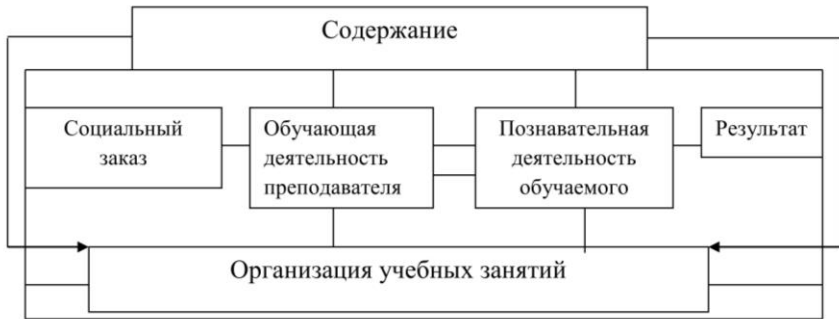 Содержание
Социальный
заказ
Обучающая
деятельность
преподавателя
Познавательная
деятельность
обучаемого
Результат
Организация учебных занятий